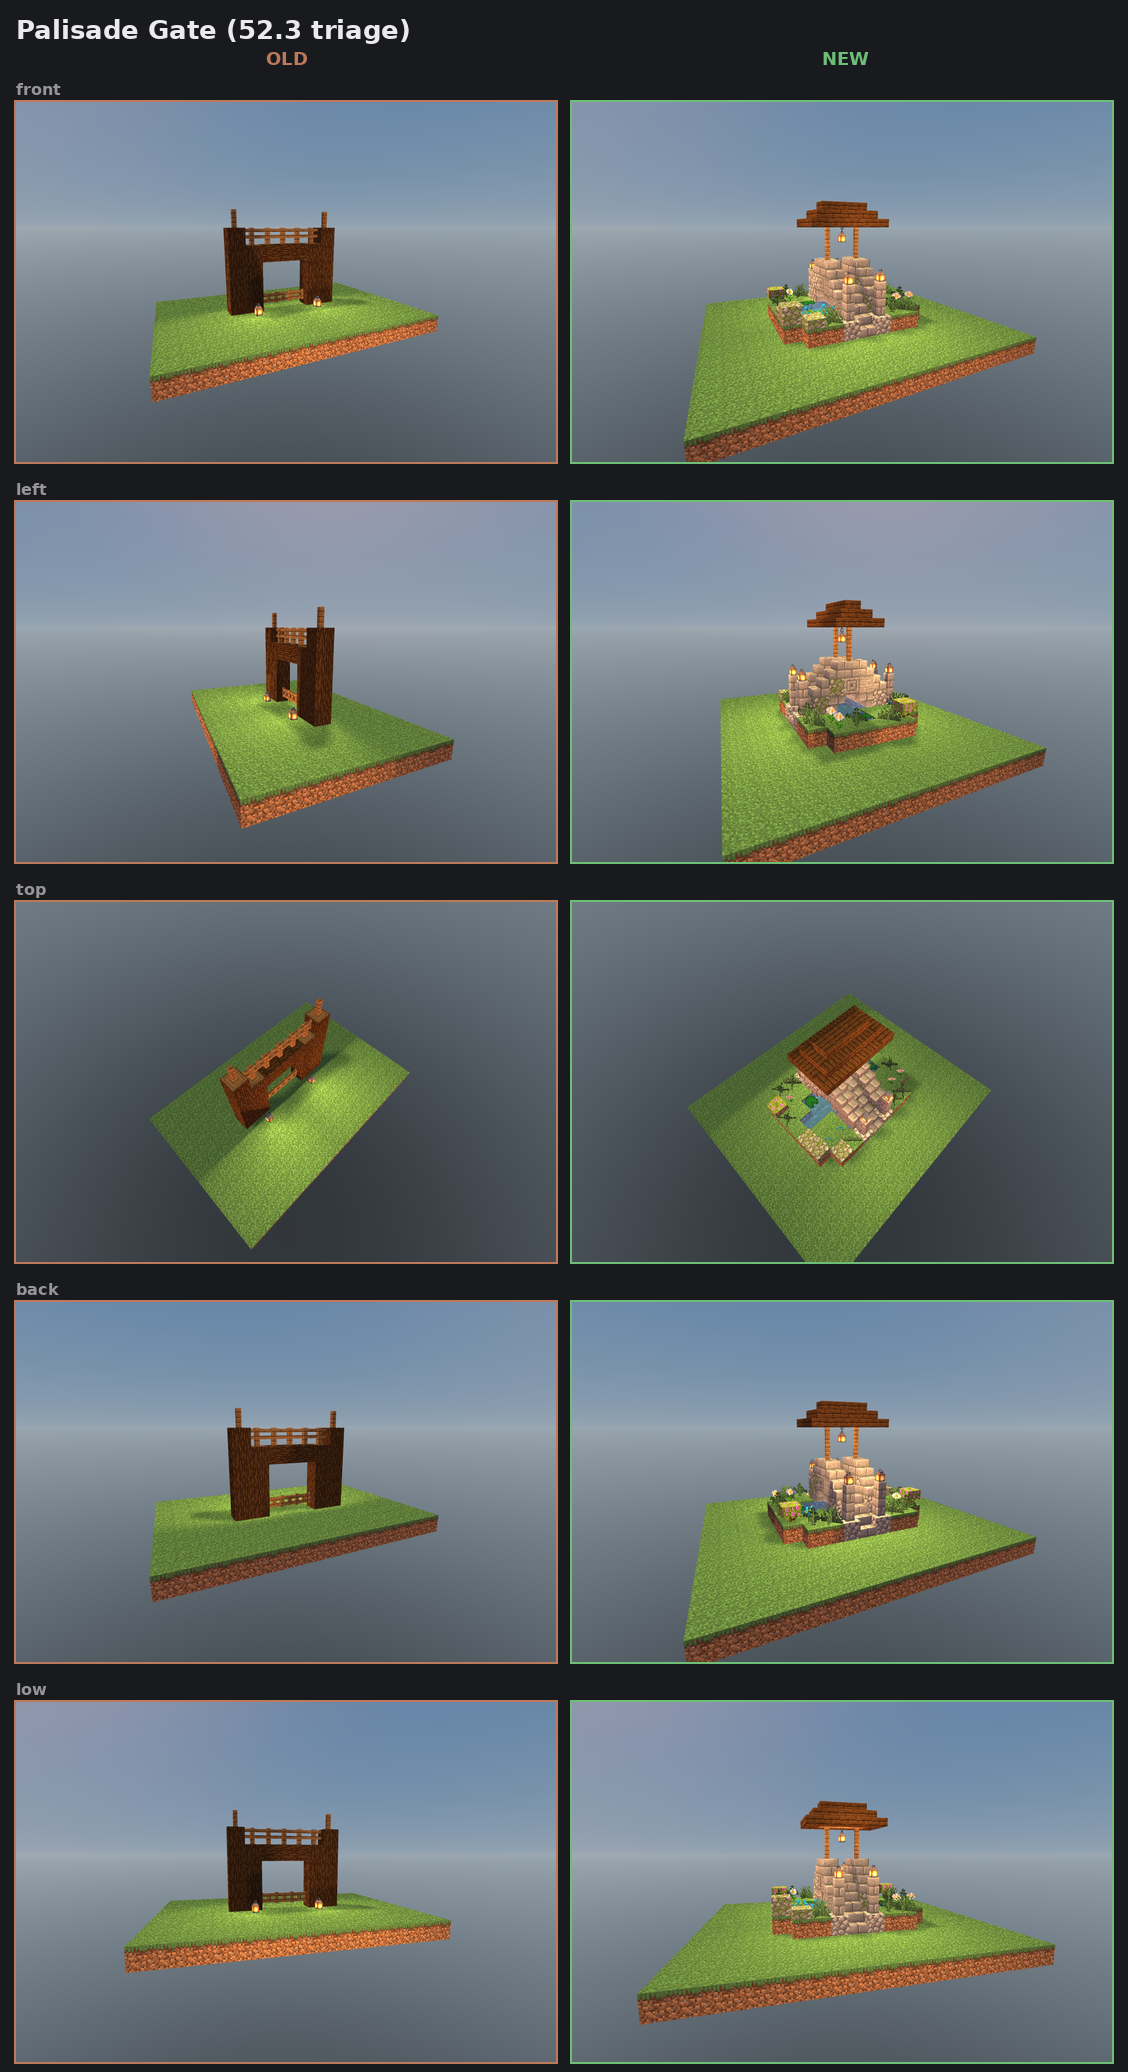 Palisade Gate (52.3 triage)
OLD NEW
front
left
top
back
low